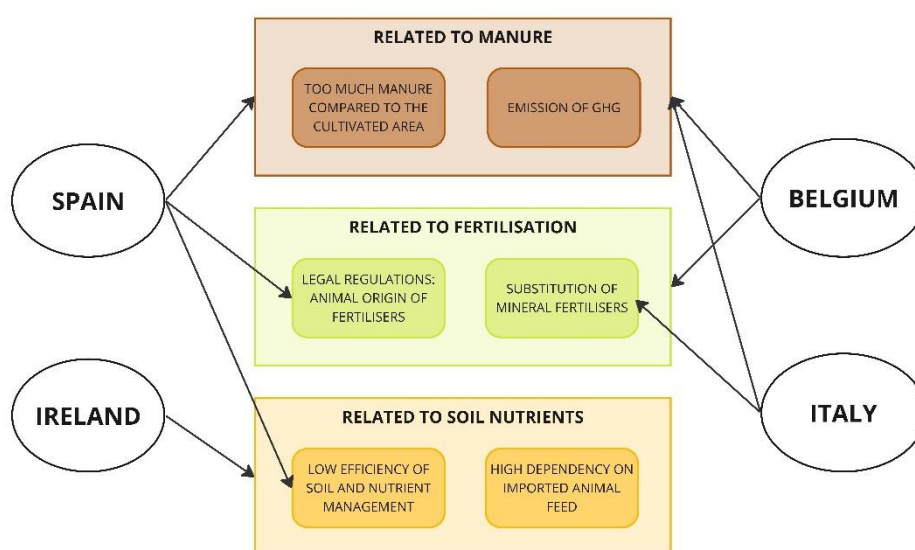 RELATED TO MANURE
TOO MUCH MANURE
COMPARED TO THE
CULTIVATED AREA
EMISSION OF GHG
SPAIN
BELGIUM
RELATED TO FERTILISATION
LEGAL REGULATIONS:
ANIMAL ORIGIN OF
FERTILISERS
SUBSTITUTION OF
MINERAL FERTILISERS
IRELAND
ITALY
RELATED TO SOIL NUTRIENTS
LOW EFFICIENCY OF
SOIL AND NUTRIENT
MANAGEMENT
HIGH DEPENDENCY ON
IMPORTED ANIMAL
FEED